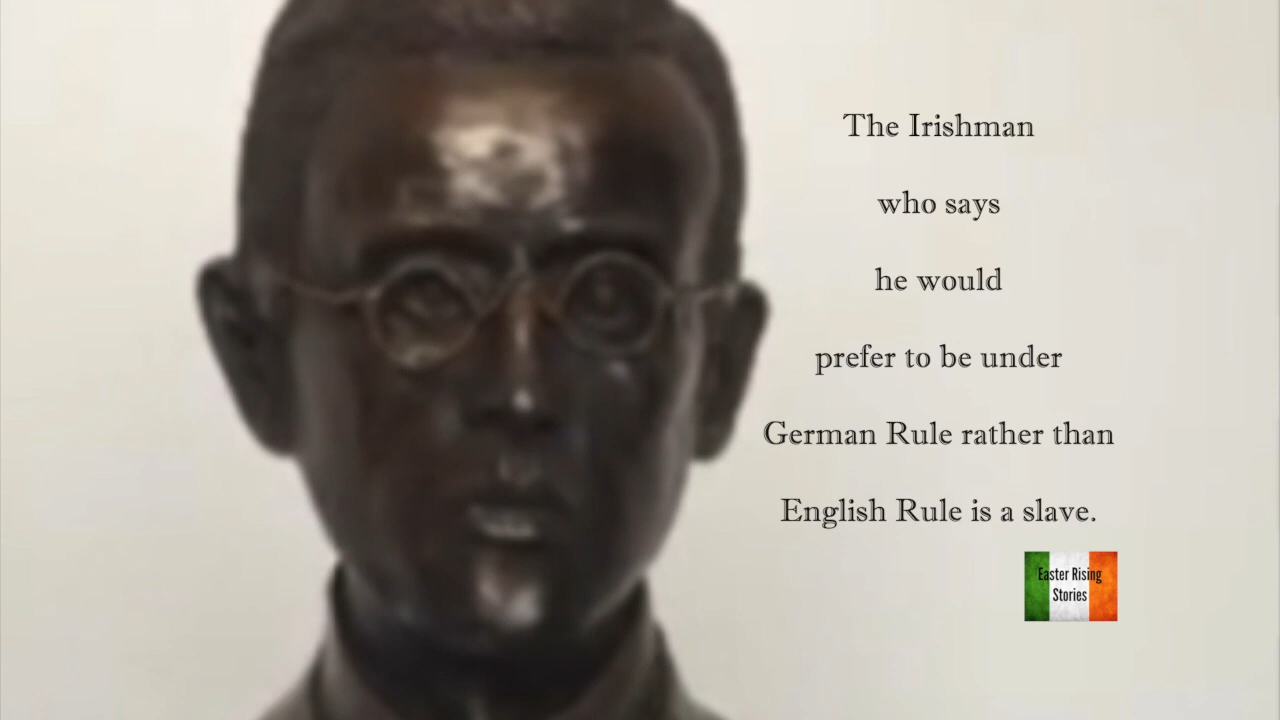 The Irishman
who says
he would
prefer to be under
German Rule rather than
English Rule is a slave.
Easter Rising
Stories